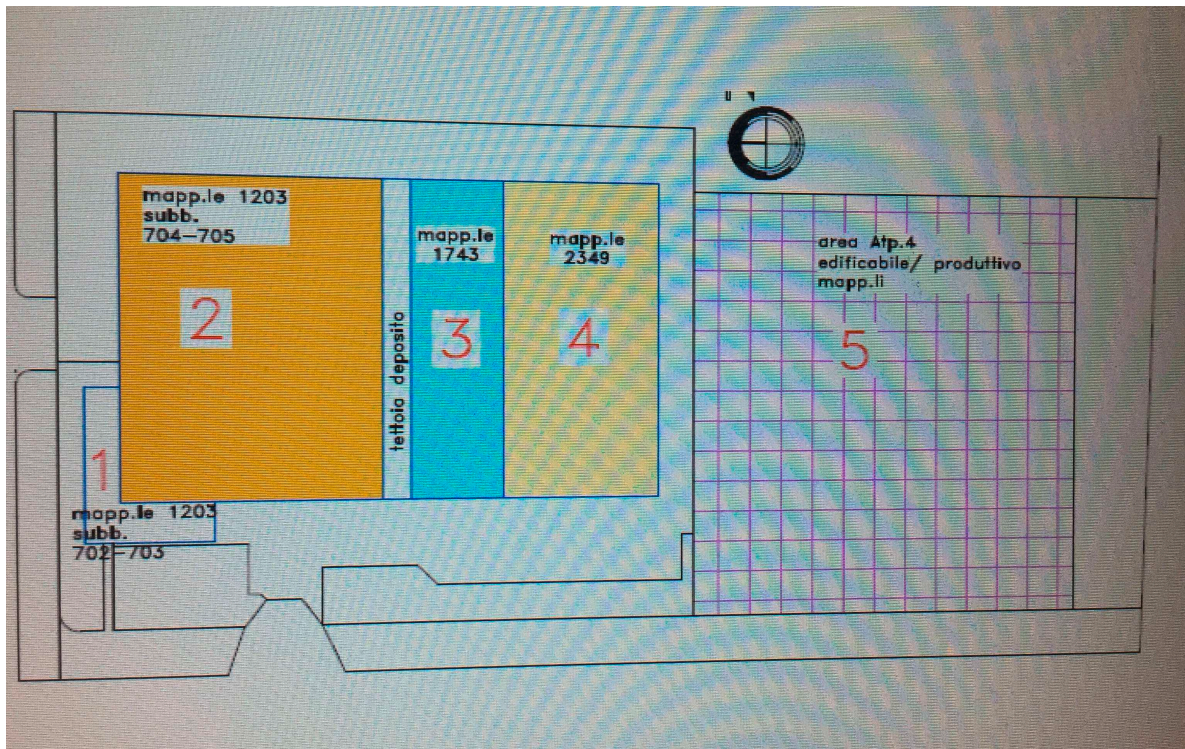 mapp.le 1203
subb.
704-705
2
tettoia deposito
mapp.le
1743
3
mapp.le
2349
4
area Atp.4
edificabile/ produttivo
mapp.li
5
1
mapp.le 1203
subb.
702-703